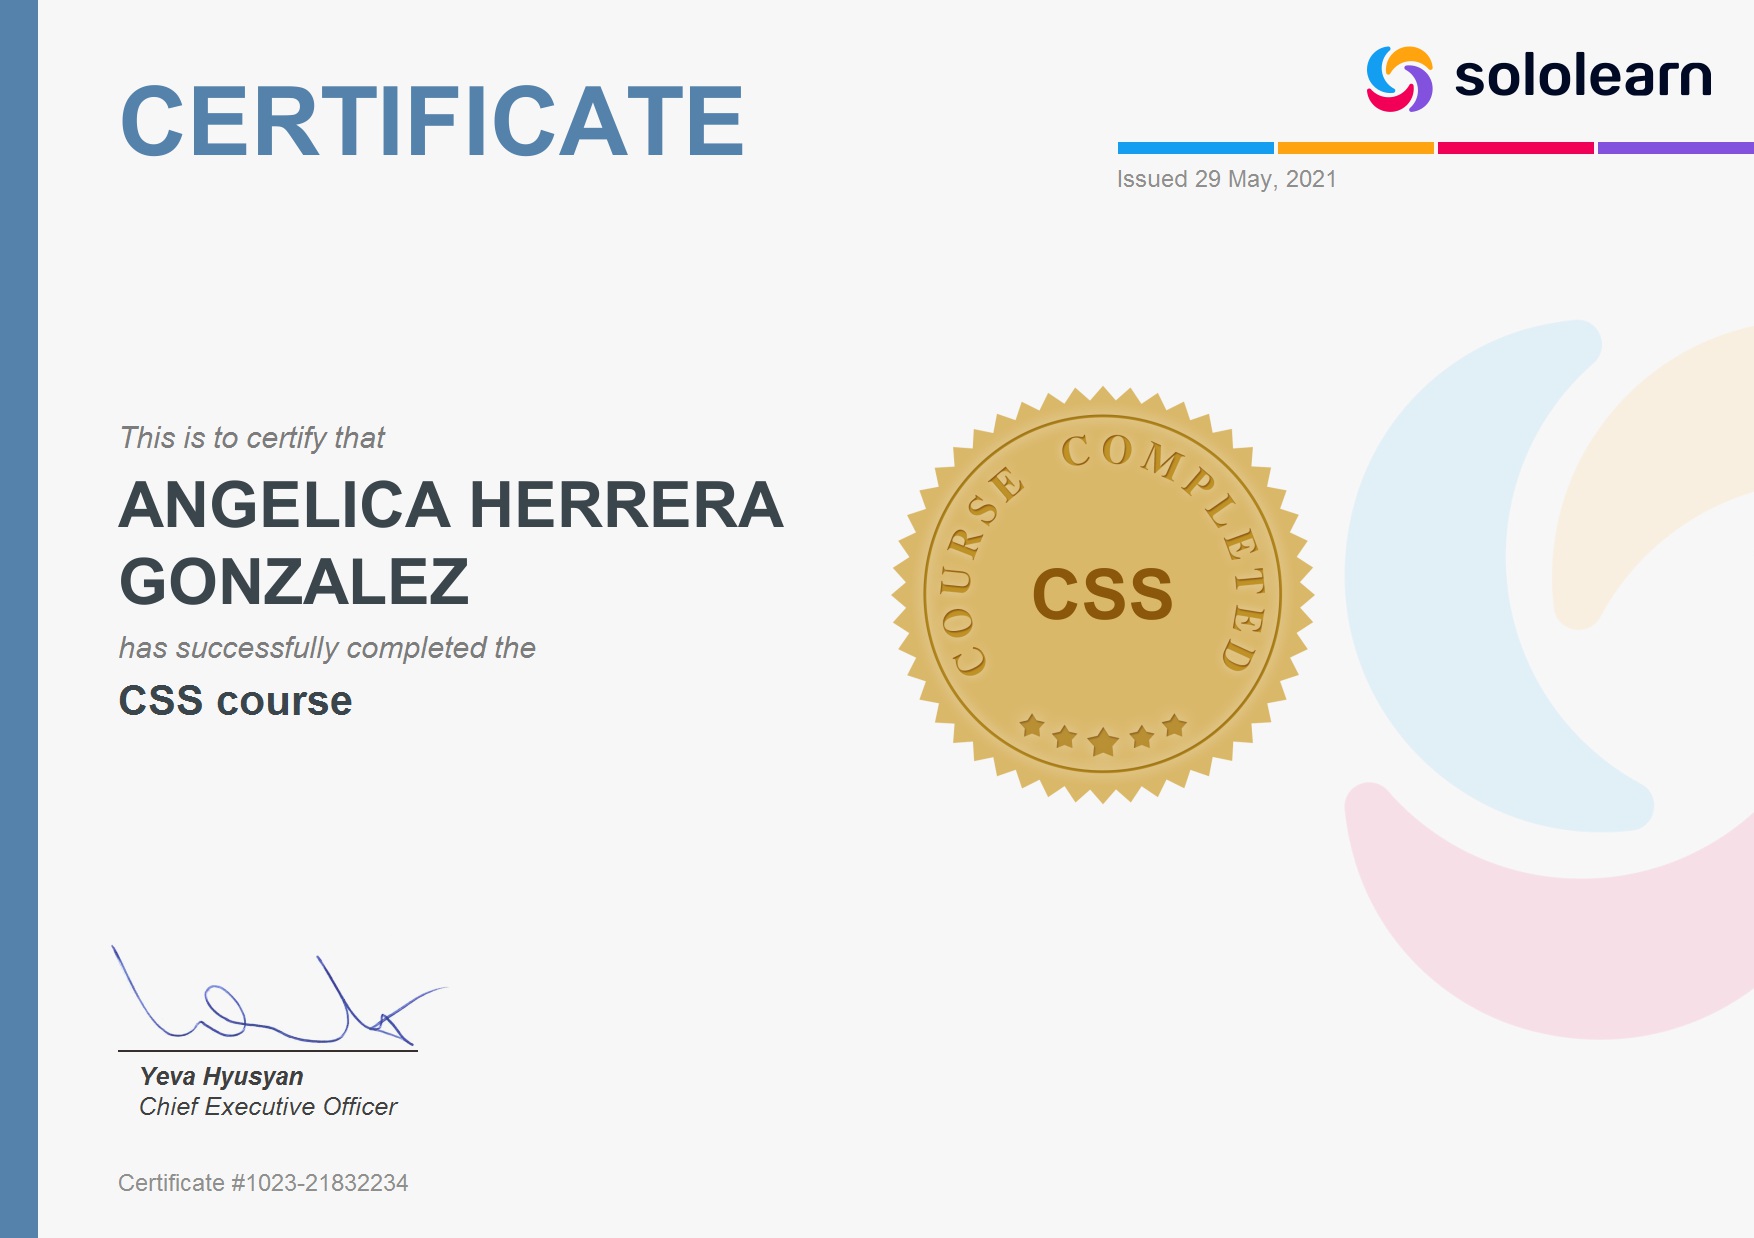 CERTIFICATE
sololearn
Issued 29 May, 2021
This is to certify that
ANGELICA HERRERA
GONZALEZ
has successfully completed the
CSS course
COURSE COMPLETED
CSS
Yeva Hyusyan
Chief Executive Officer
Certificate #1023-21832234